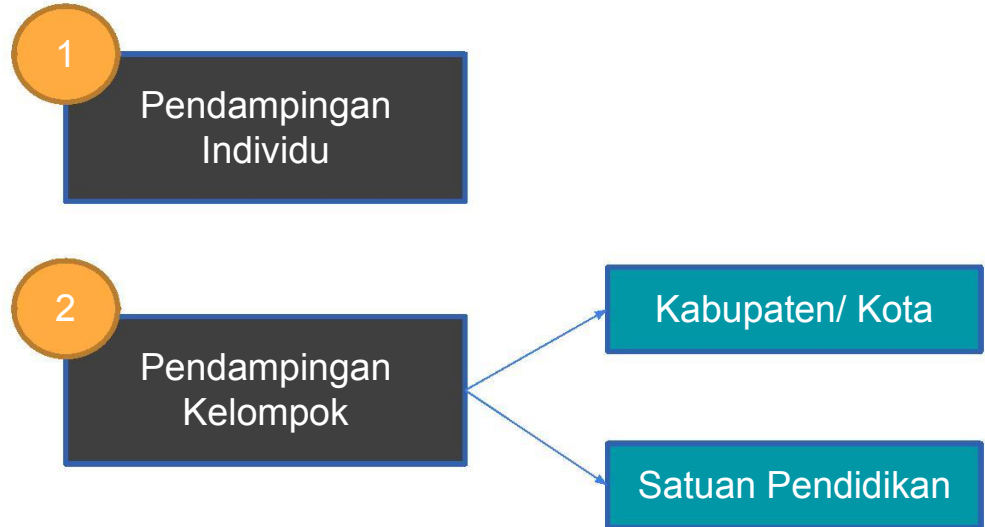 1
Pendampingan
Individu
2
Pendampingan
Kelompok
Kabupaten/ Kota
Satuan Pendidikan